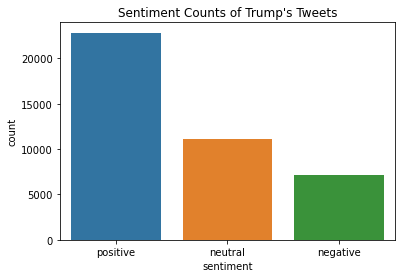 Sentiment Counts of Trump's Tweets
20000
15000
10000
5000
0
count
positive neutral negative
sentiment